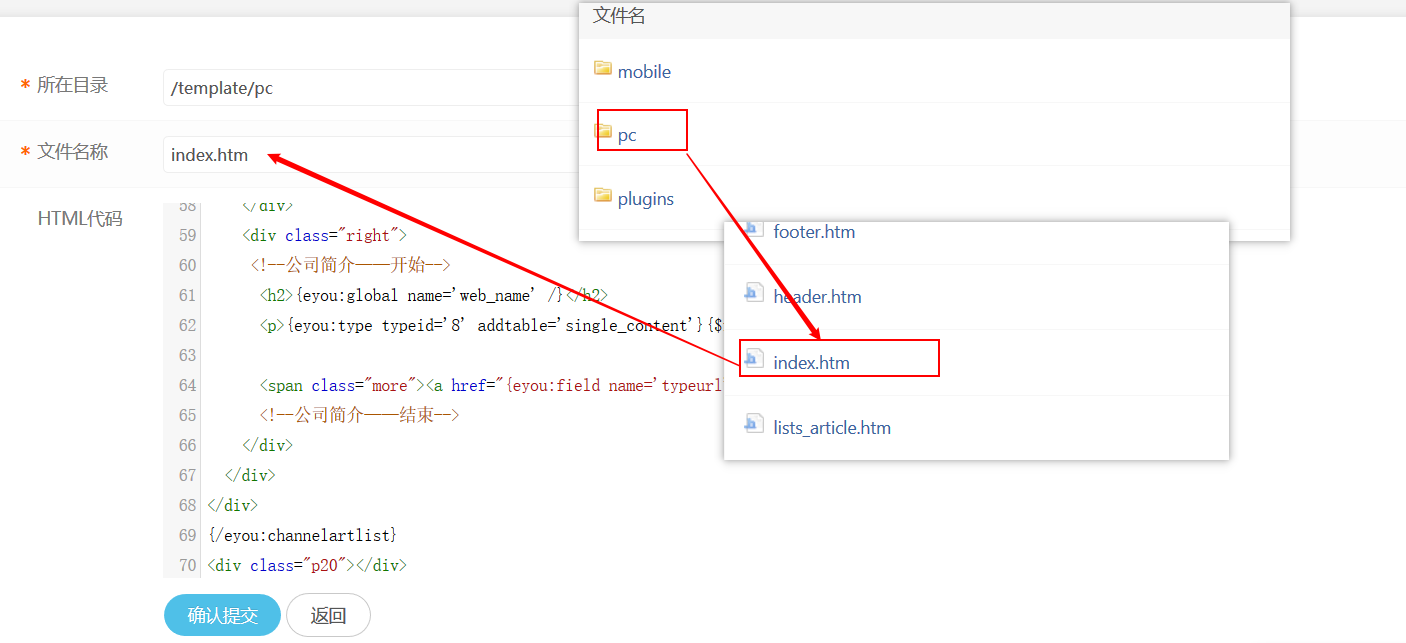 文件名
mobile
pc
plugins
footer.htm
header.htm
index.htm
lists_article.htm
* 所在目录
/template/pc
* 文件名称
index.htm
HTML代码
58 </div>
59 <div class="right">
60 <!--公司简介——开始-->
61 <h2>{eyou:global name='web_name' /}</h2>
62 <p>{eyou:type typeid='8' addtable='single_content'}{$
63
64 <span class="more"><a href="{eyou:field name='typeurl
65 <!--公司简介——结束-->
66 </div>
67 </div>
68 </div>
69 {/eyou:channelartlist}
70 <div class="p20"></div>
确认提交
返回